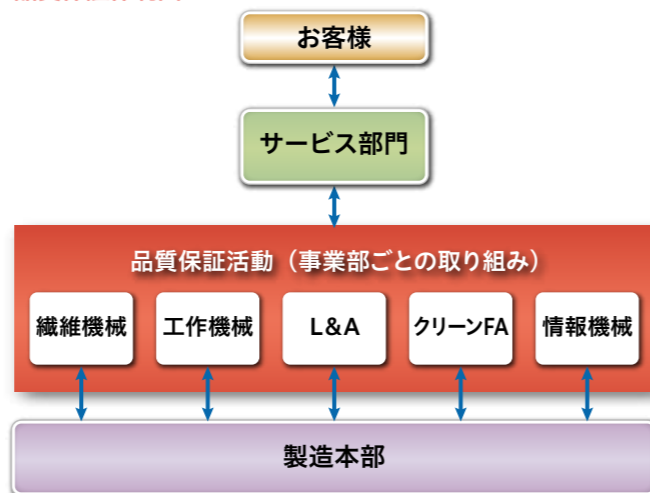 お客様
サービス部門
品質保証活動（事業部ごとの取り組み）
繊維機械
工作機械
L&A
クリーンFA
情報機械
製造本部